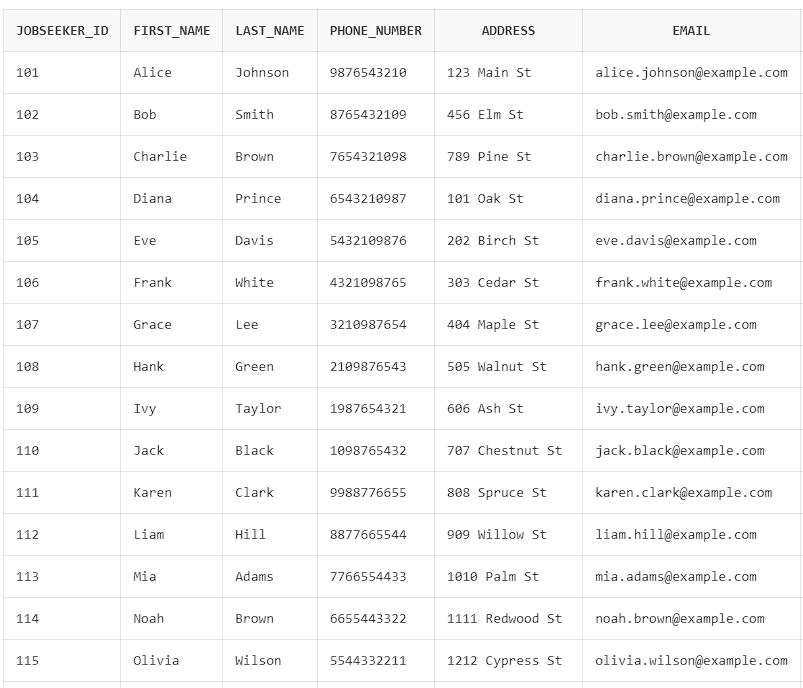 JOBSEEKER_ID FIRST_NAME LAST_NAME PHONE_NUMBER ADDRESS EMAIL
101 Alice Johnson 9876543210 123 Main St alice.johnson@example.com
102 Bob Smith 8765432109 456 Elm St bob.smith@example.com
103 Charlie Brown 7654321098 789 Pine St charlie.brown@example.com
104 Diana Prince 6543210987 101 Oak St diana.prince@example.com
105 Eve Davis 5432109876 202 Birch St eve.davis@example.com
106 Frank White 4321098765 303 Cedar St frank.white@example.com
107 Grace Lee 3210987654 404 Maple St grace.lee@example.com
108 Hank Green 2109876543 505 Walnut St hank.green@example.com
109 Ivy Taylor 1987654321 606 Ash St ivy.taylor@example.com
110 Jack Black 1098765432 707 Chestnut St jack.black@example.com
111 Karen Clark 9988776655 808 Spruce St karen.clark@example.com
112 Liam Hill 8877665544 909 Willow St liam.hill@example.com
113 Mia Adams 7766554433 1010 Palm St mia.adams@example.com
114 Noah Brown 6655443322 1111 Redwood St noah.brown@example.com
115 Olivia Wilson 5544332211 1212 Cypress St olivia.wilson@example.com